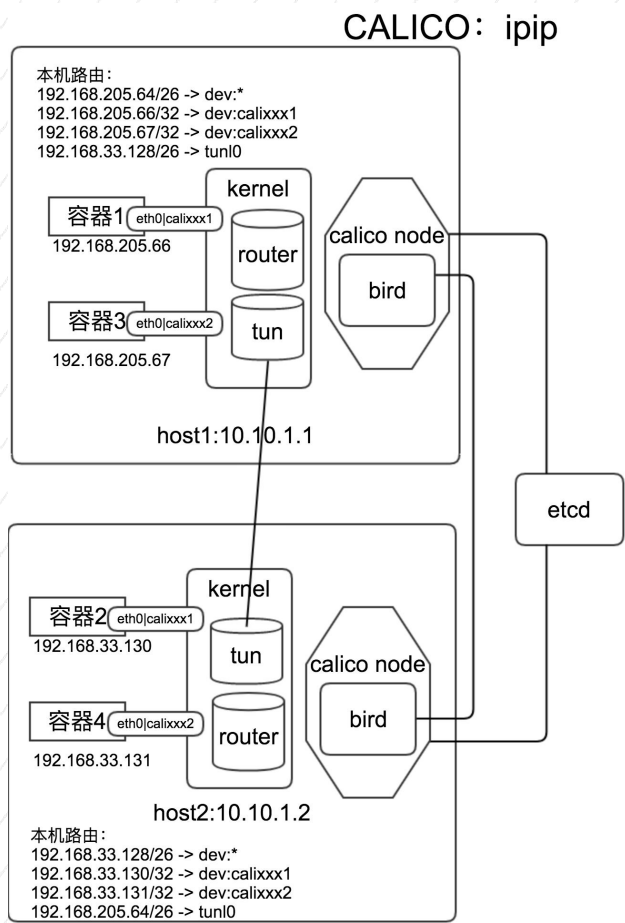 CALICO：ipip
本机路由：
192.168.205.64/26 -> dev:*
192.168.205.66/32 -> dev:calixxx1
192.168.205.67/32 -> dev:calixxx2
192.168.33.128/26 -> tunl0
kernel
容器1
eth0|calixxx1
192.168.205.66
router
calico node
bird
容器3
eth0|calixxx2
tun
192.168.205.67
host1:10.10.1.1
etcd
kernel
容器2
eth0|calixxx1
192.168.33.130
tun
calico node
bird
容器4
eth0|calixxx2
router
192.168.33.131
host2:10.10.1.2
本机路由：
192.168.33.128/26 -> dev:*
192.168.33.130/32 -> dev:calixxx1
192.168.33.131/32 -> dev:calixxx2
192.168.205.64/26 -> tunl0